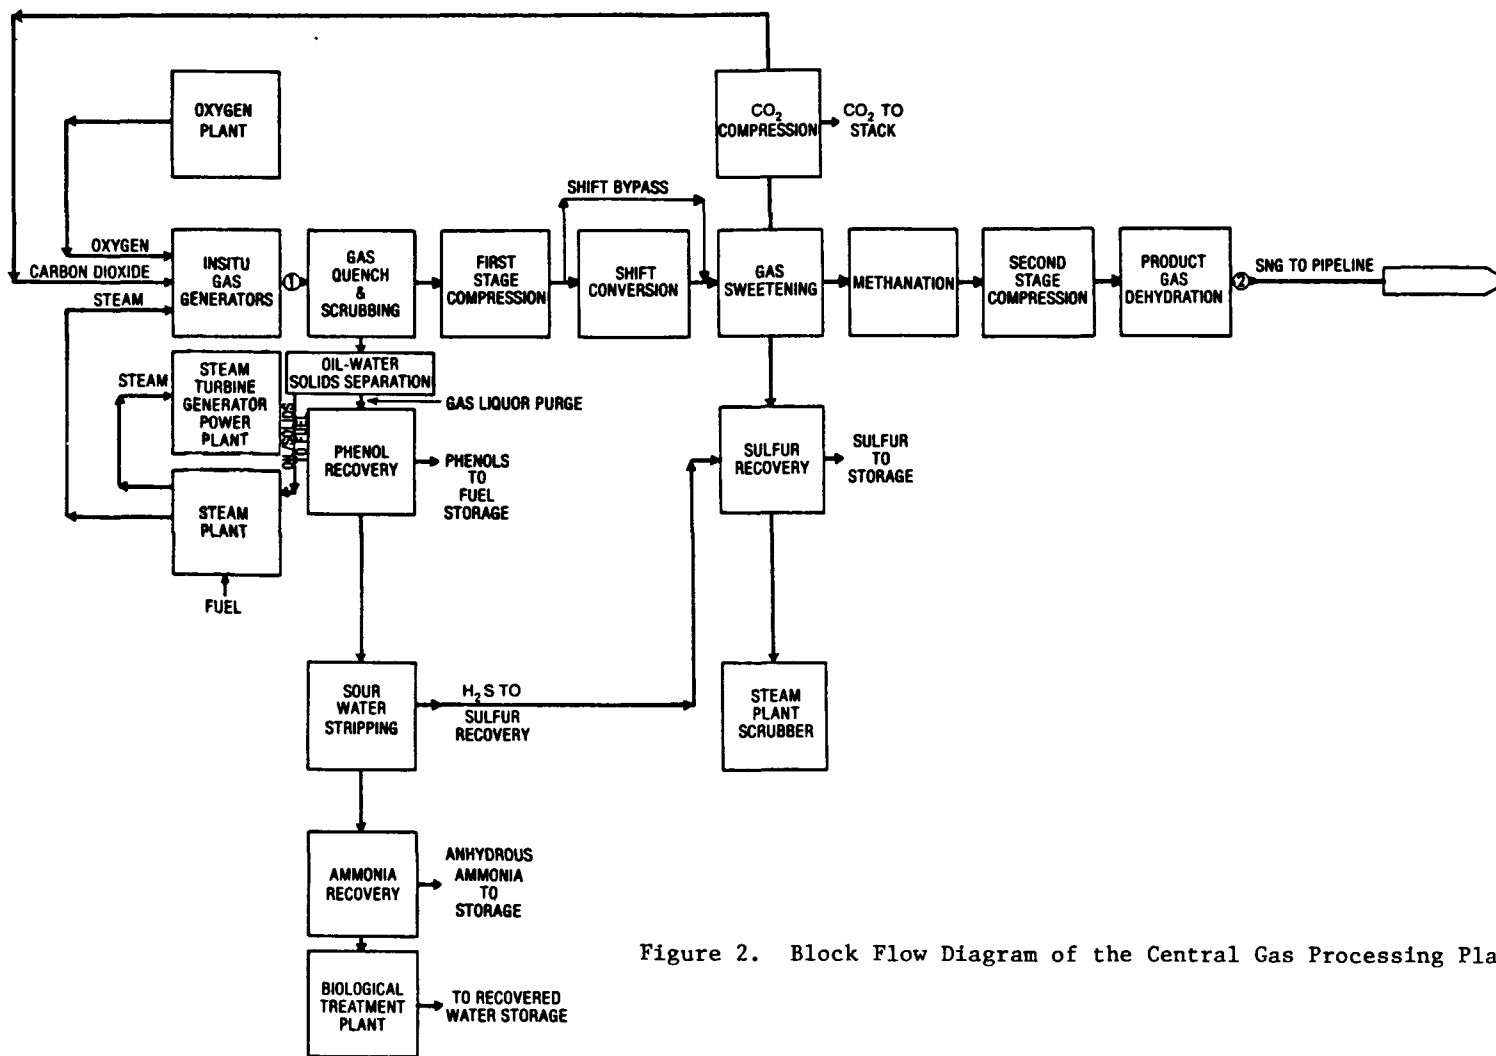 OXYGEN
PLANT
CO2
COMPRESSION
CO2 TO
STACK
SHIFT BYPASS
OXYGEN
CARBON DIOXIDE
STEAM
INSITU
GAS
GENERATORS
1
GAS
QUENCH
&
SCRUBBING
FIRST
STAGE
COMPRESSION
SHIFT
CONVERSION
GAS
SWEETENING
METHANATION
SECOND
STAGE
COMPRESSION
PRODUCT
GAS
DEHYDRATION
2
SNG TO PIPELINE
STEAM
STEAM
TURBINE
GENERATOR
POWER
PLANT
OIL-WATER
SOLIDS SEPARATION
GAS LIQUOR PURGE
OIL/SOLIDS
TO FUEL
PHENOL
RECOVERY
PHENOLS
TO
FUEL
STORAGE
SULFUR
RECOVERY
SULFUR
TO
STORAGE
STEAM
PLANT
FUEL
SOUR
WATER
STRIPPING
H2S TO
SULFUR
RECOVERY
STEAM
PLANT
SCRUBBER
AMMONIA
RECOVERY
ANHYDROUS
AMMONIA
TO
STORAGE
BIOLOGICAL
TREATMENT
PLANT
TO RECOVERED
WATER STORAGE
Figure 2. Block Flow Diagram of the Central Gas Processing Pla